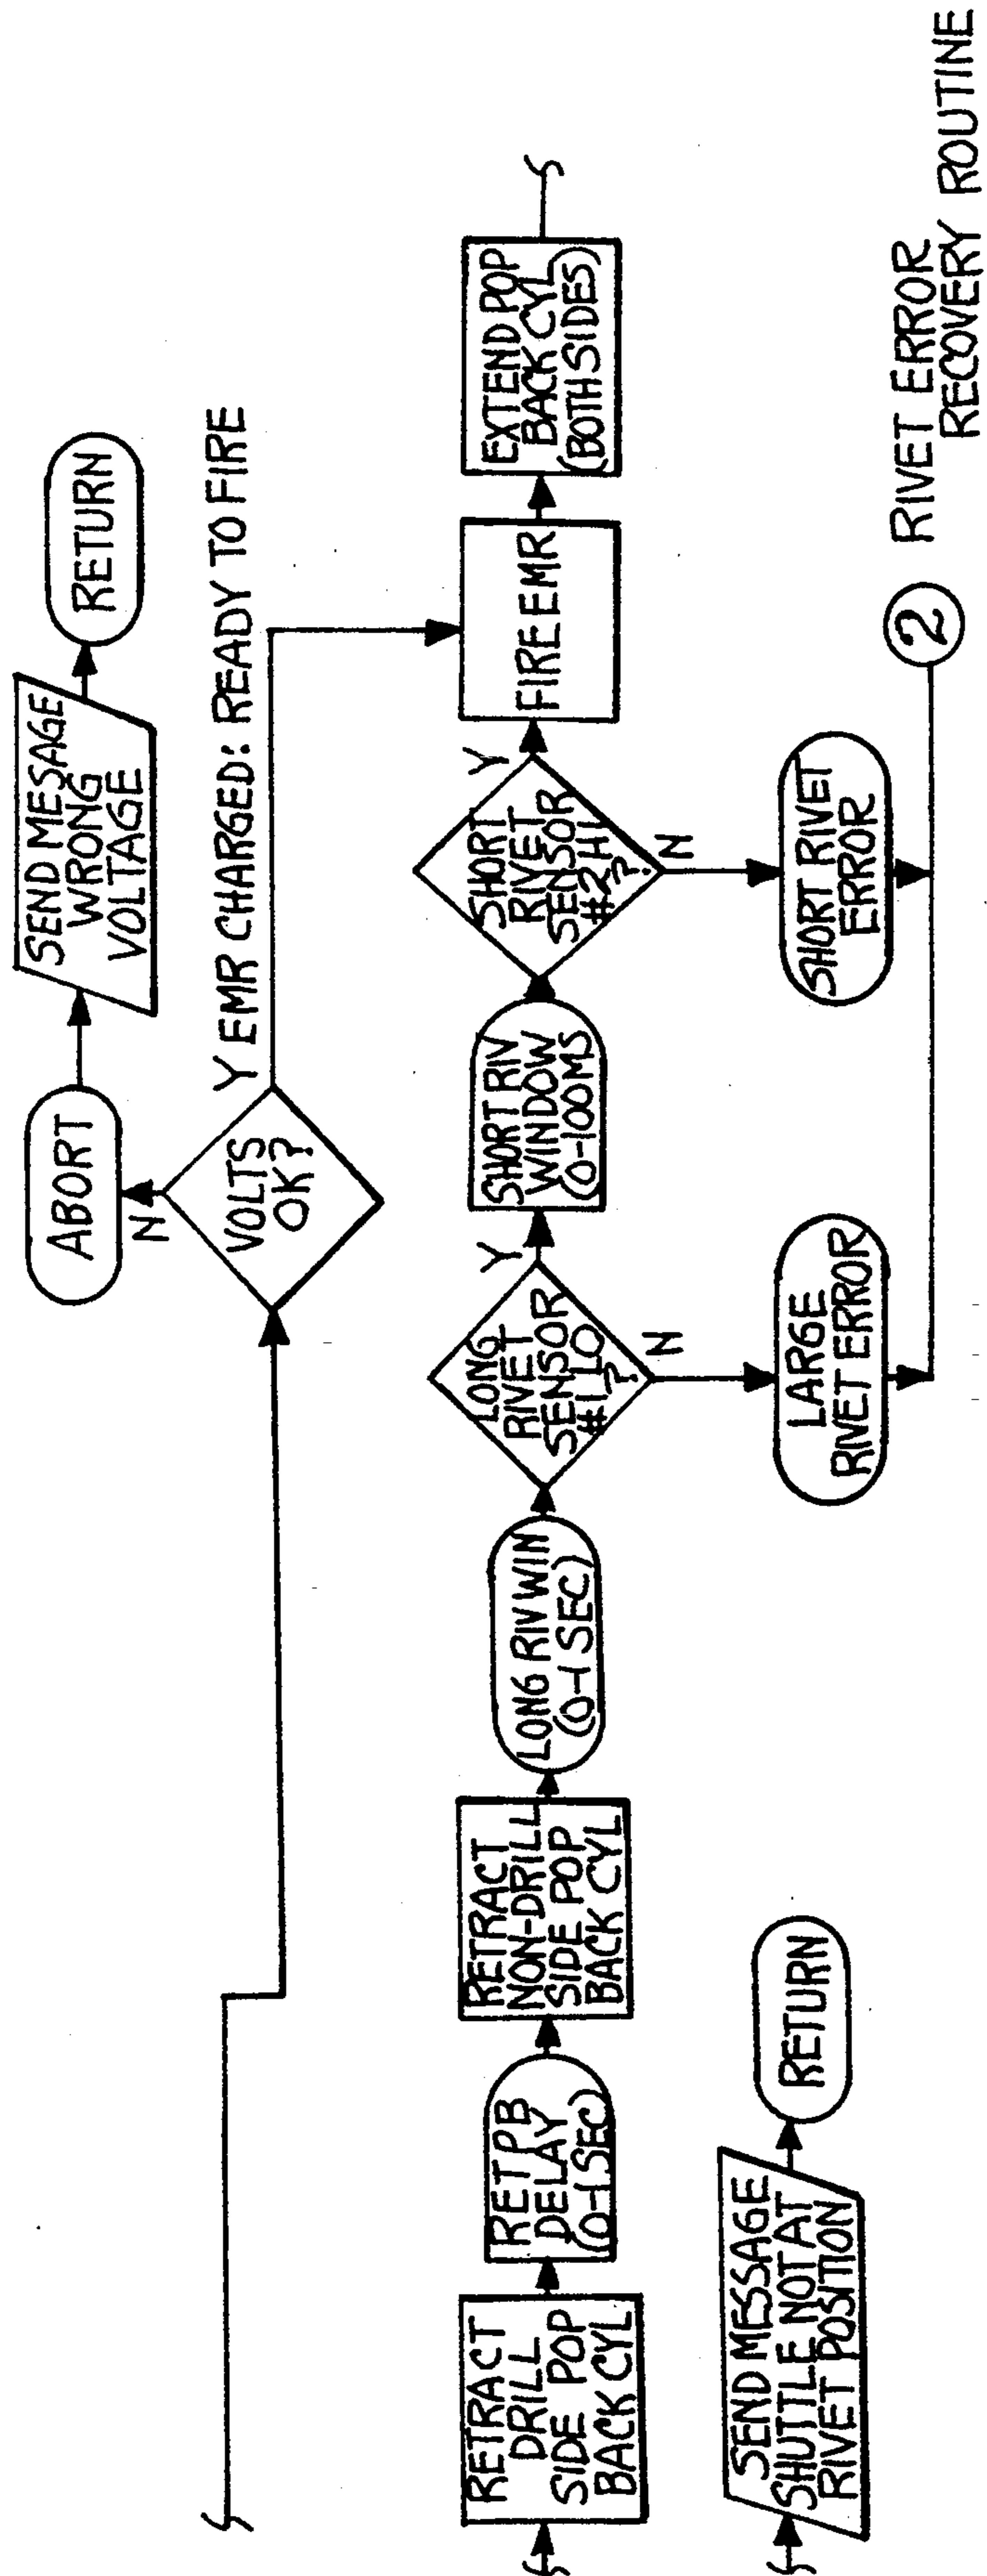 ABORT
SEND MESSAGE
WRONG
VOLTAGE
RETURN
N
VOLTS
OK?
Y EMR CHARGED: READY TO FIRE
RETRACT
DRILL
SIDE POP
BACK CYL
RET PB
DELAY
(0-1SEC)
RETRACT
NON-DRILL
SIDE POP
BACK CYL
LONG RIV WIN
(0-1 SEC)
LONG
RIVET
SENSOR
#1 LO
?
Y
N
SHORT RIV
WINDOW
(0-100MS
SHORT
RIVET
SENSOR
#2 HI
?
Y
N
FIRE EMR
EXTEND POP
BACK CYL
(BOTH SIDES)
SEND MESSAGE
SHUTTLE NOT AT
RIVET POSITION
RETURN
LARGE
RIVET ERROR
SHORT RIVET
ERROR
2
RIVET ERROR
RECOVERY ROUTINE